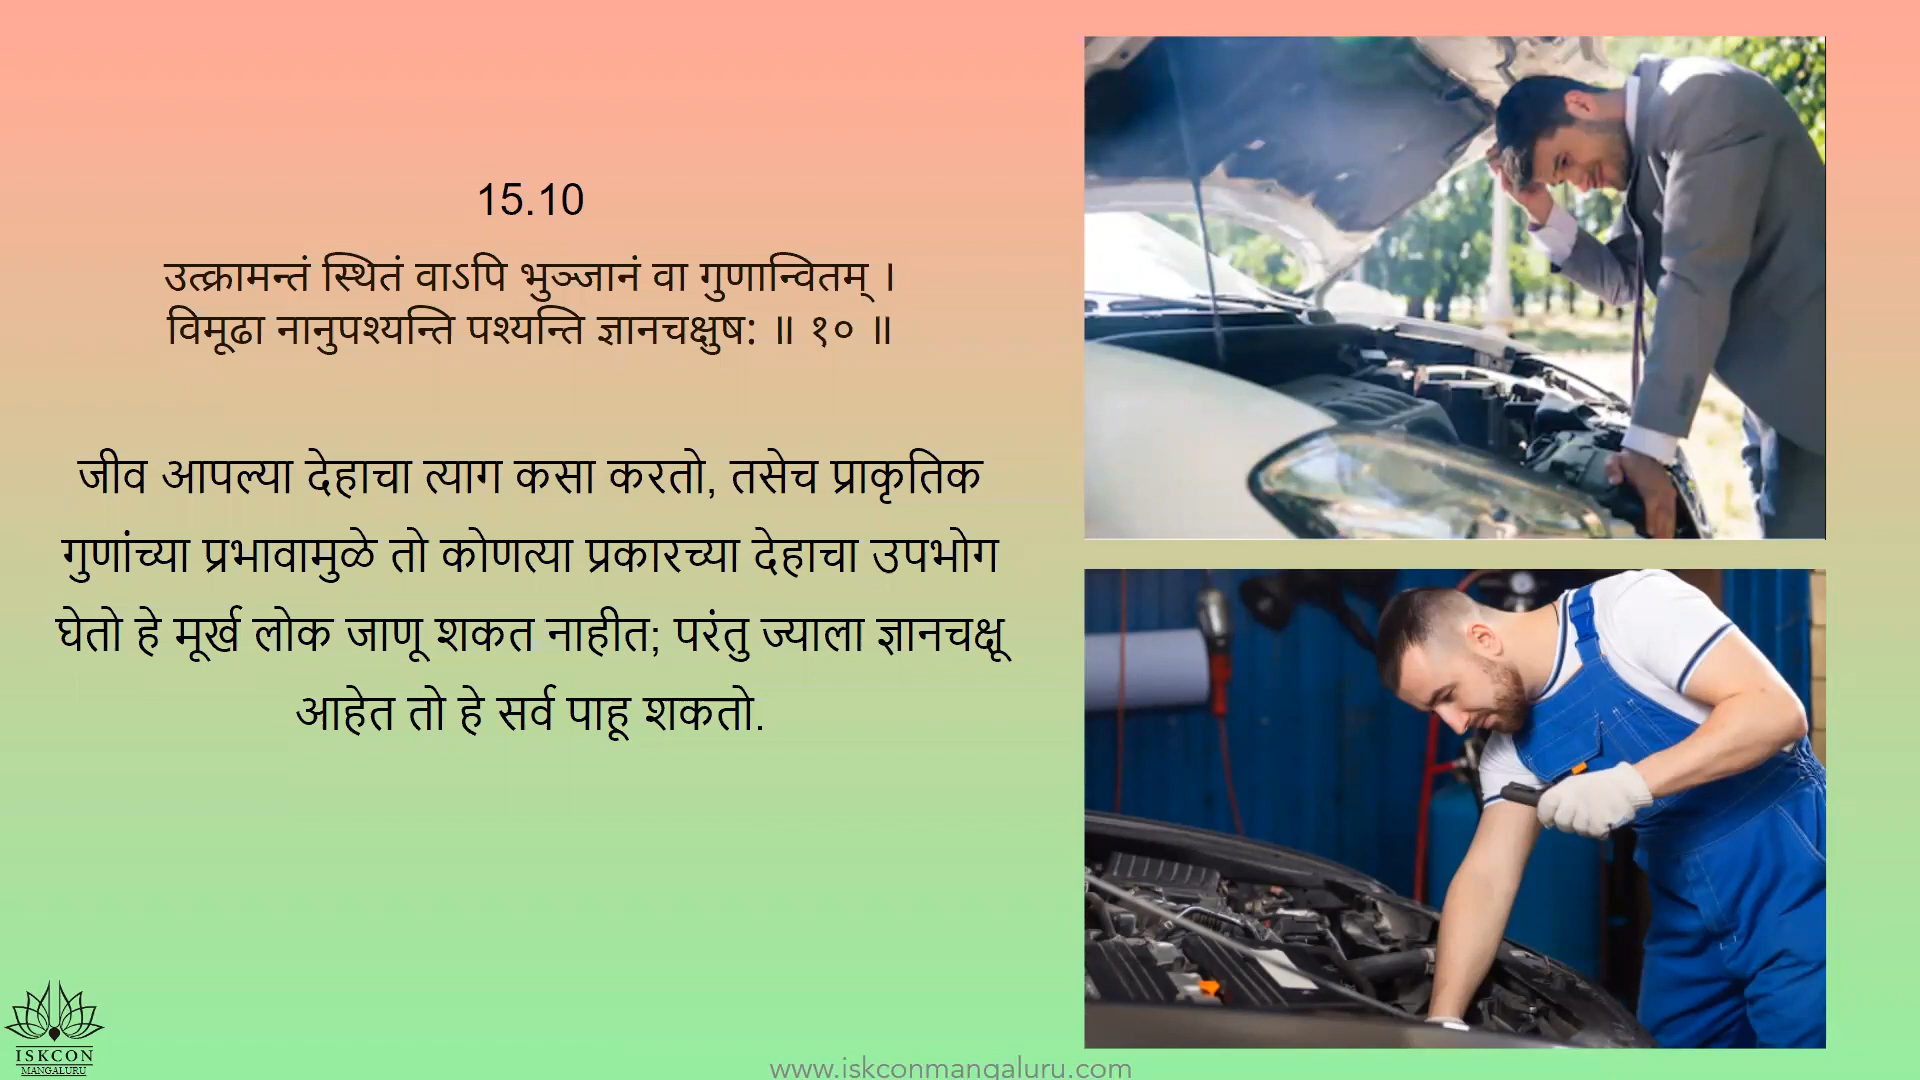 15.10
उत्क्रामन्तं स्थितं वाऽपि भुञ्जानं वा गुणान्वितम् ।
विमूढा नानुपश्यन्ति पश्यन्ति ज्ञानचक्षुष: ॥ १० ॥
जीव आपल्या देहाचा त्याग कसा करतो, तसेच प्राकृतिक
गुणांच्या प्रभावामुळे तो कोणत्या प्रकारच्या देहाचा उपभोग
घेतो हे मूर्ख लोक जाणू शकत नाहीत; परंतु ज्याला ज्ञानचक्षू
आहेत तो हे सर्व पाहू शकतो.
ISKCON
MANGALURU
www.iskconmangaluru.com